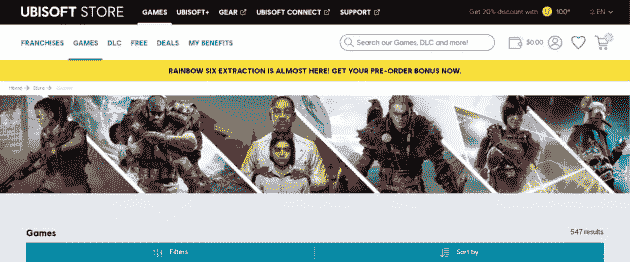 UBISOFT STORE GAMES UBISOFT+ GEAR UBISOFT CONNECT SUPPORT Get 20% discount with 100* EN
FRANCHISES GAMES DLC FREE DEALS MY BENEFITS Search our Games, DLC and more! $0.00
RAINBOW SIX EXTRACTION IS ALMOST HERE! GET YOUR PRE-ORDER BONUS NOW.
Home Store Games
Games 547 results
Filters Sort by